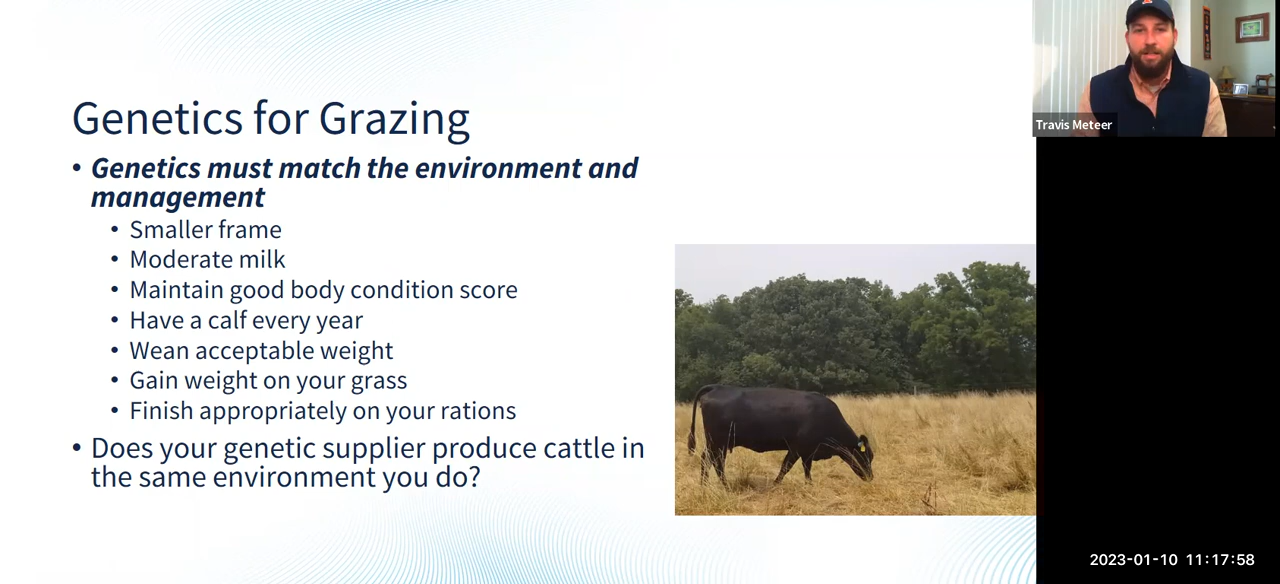 Genetics for Grazing
• Genetics must match the environment and
management
• Smaller frame
• Moderate milk
• Maintain good body condition score
• Have a calf every year
• Wean acceptable weight
• Gain weight on your grass
• Finish appropriately on your rations
• Does your genetic supplier produce cattle in
the same environment you do?
Travis Meteer
2023-01-10 11:17:58